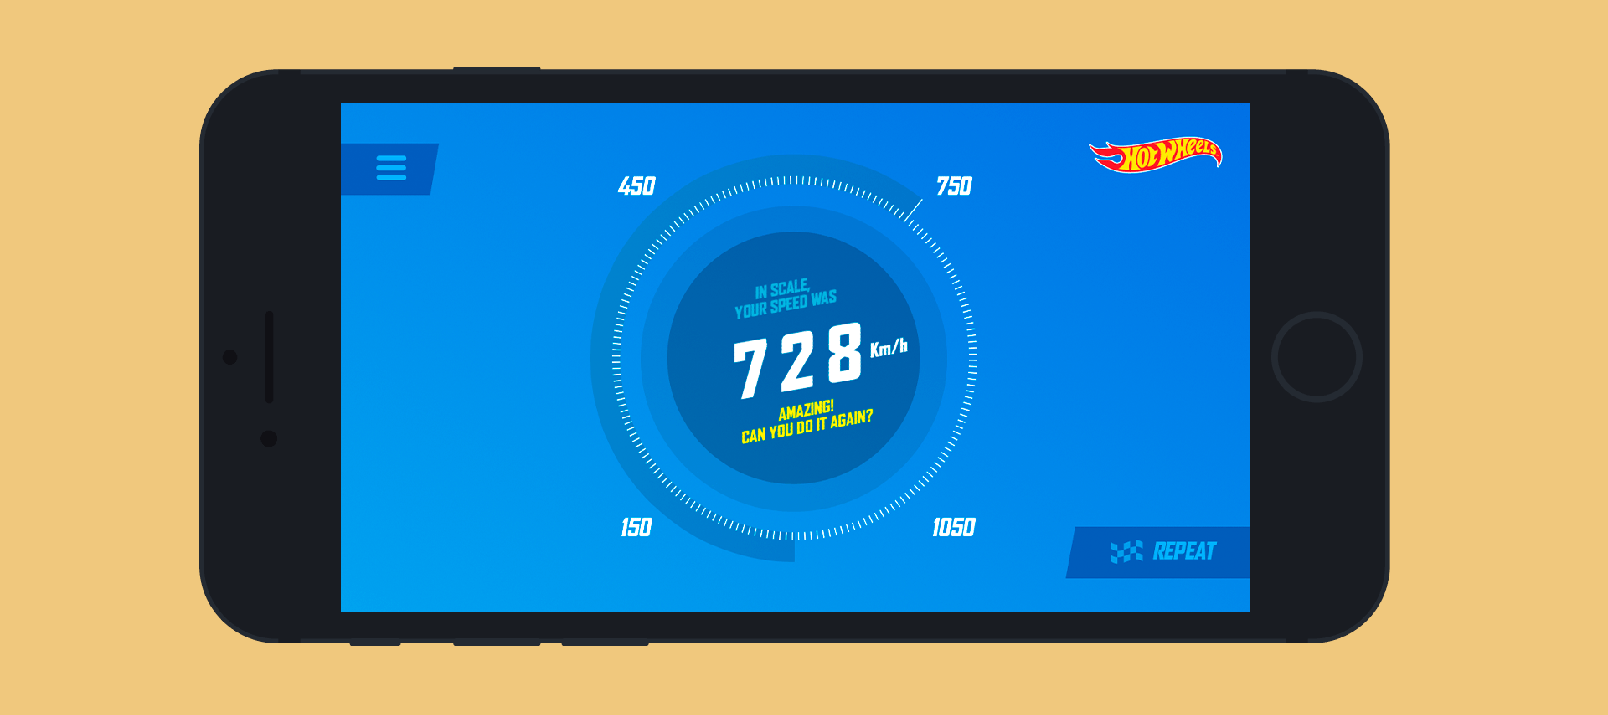 HOT WHEELS
450
750
IN SCALE,
YOUR SPEED WAS
728 Km/h
AMAZING!
CAN YOU DO IT AGAIN?
150
1050
REPEAT